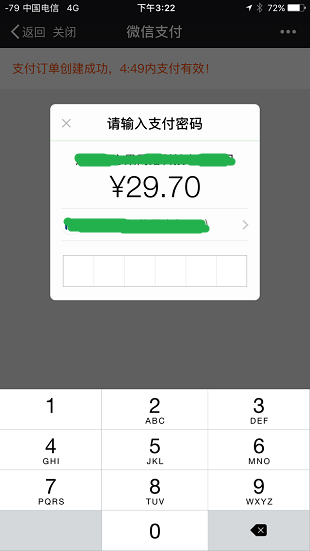 -79 中国电信 4G 下午3:22 72%
返回 关闭 微信支付
支付订单创建成功，4:49内支付有效！
请输入支付密码
¥29.70
1 2 3
ABC DEF
4 5 6
GHI JKL MNO
7 8 9
PQRS TUV WXYZ
0